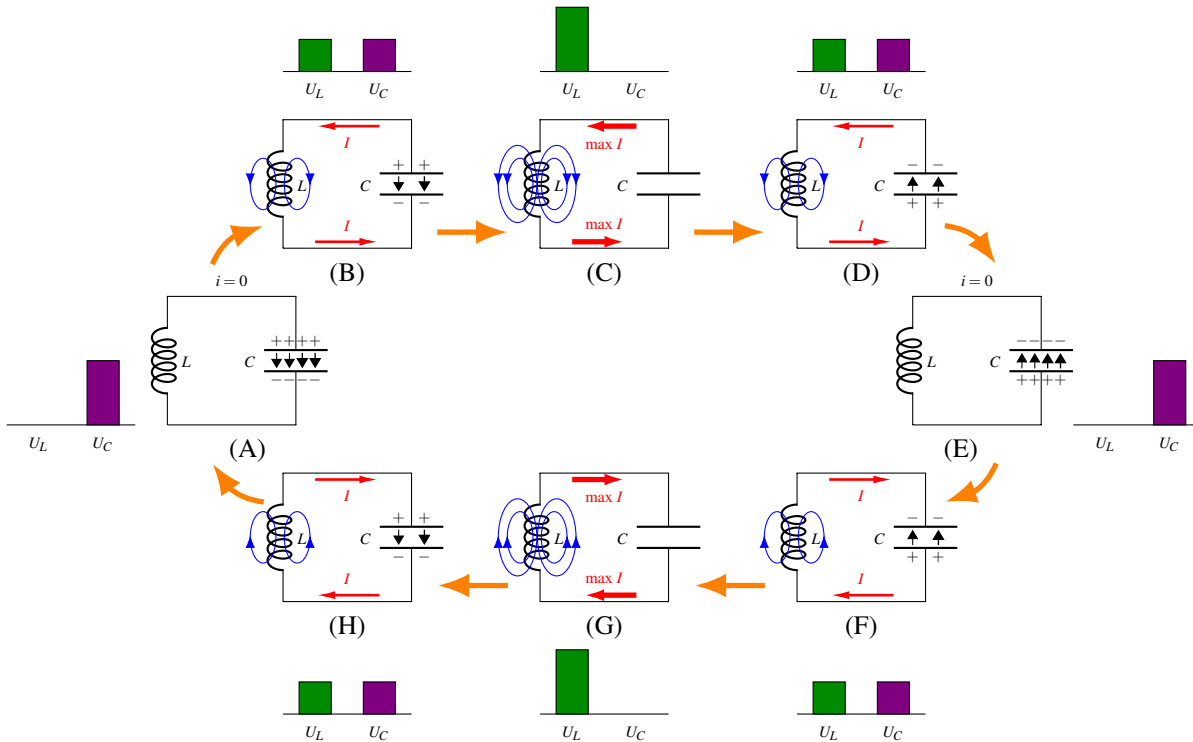 U_L U_C
U_L U_C
U_L U_C
I
max I
I
+ +
− −
L C
L C
L C
− −
+ +
I
max I
I
(B)
(C)
(D)
i = 0
i = 0
+ + + +
− − − −
L C
L C
− − − −
+ + + +
U_L U_C
(A)
(E)
U_L U_C
I
max I
I
+ +
− −
L C
L C
L C
− −
+ +
I
max I
I
(H)
(G)
(F)
U_L U_C
U_L U_C
U_L U_C